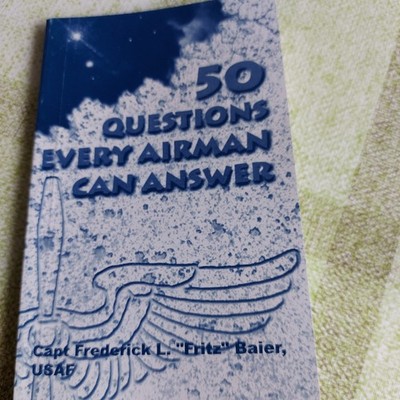 50
QUESTIONS
EVERY AIRMAN
CAN ANSWER
Capt Frederick L. "Fritz" Baier,
USAF